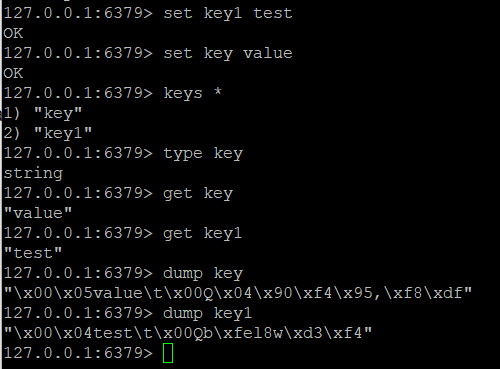 127.0.0.1:6379> set key1 test
OK
127.0.0.1:6379> set key value
OK
127.0.0.1:6379> keys *
1) "key"
2) "key1"
127.0.0.1:6379> type key
string
127.0.0.1:6379> get key
"value"
127.0.0.1:6379> get key1
"test"
127.0.0.1:6379> dump key
"\x00\x05value\t\x00Q\x04\x90\xf4\x95,\xf8\xdf"
127.0.0.1:6379> dump key1
"\x00\x04test\t\x00Qb\xfel8w\xd3\xf4"
127.0.0.1:6379>